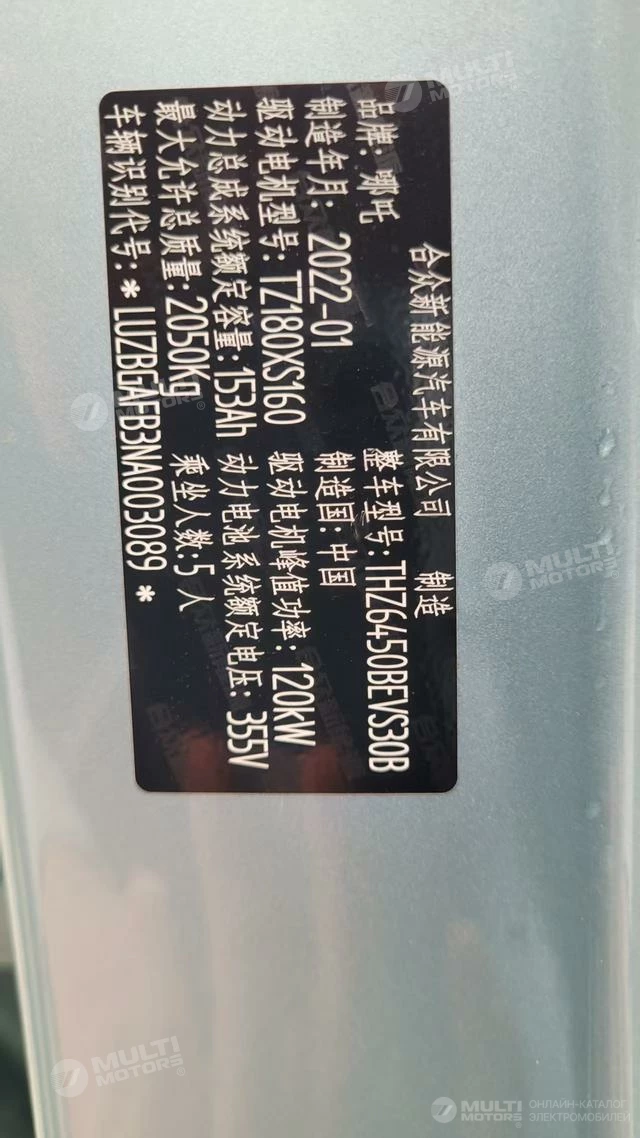 合众新能源汽车有限公司 制造
品牌: 哪吒 整车型号: THZ6450BEVS30B
制造年月: 2022-01 制造国: 中国
驱动电机型号: TZ180XS160 驱动电机峰值功率: 120kW
动力总成系统额定容量: 153Ah 动力电池系统额定电压: 355V
最大允许总质量: 2050Kg 乘坐人数: 5 人
车辆识别代号: *LUZBGAFB3NA003089*
MULTI MOTORS
MULTI MOTORS
MULTI MOTORS
MULTI MOTORS
MULTI MOTORS ОНЛАЙН-КАТАЛОГ ЭЛЕКТРОМОБИЛЕЙ